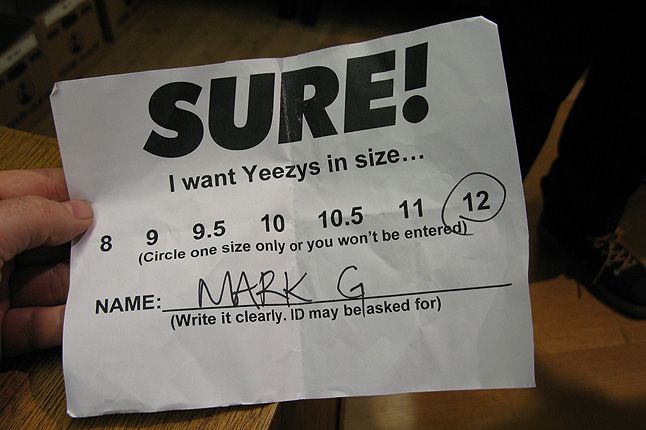 SURE!
I want Yeezys in size...
8 9 9.5 10 10.5 11 12
(Circle one size only or you won't be entered)
NAME: MARK G
(Write it clearly. ID may be asked for)